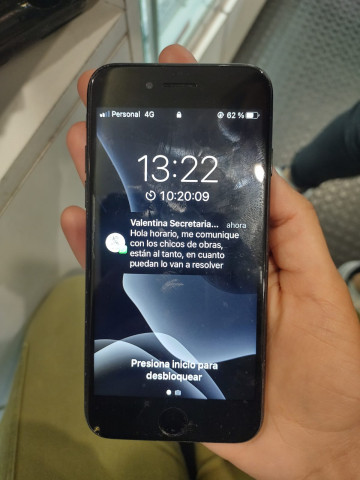 Personal 4G 62 %
13:22
10:20:09
Valentina Secretaria... ahora
Hola horario, me comunique
con los chicos de obras,
están al tanto, en cuanto
puedan lo van a resolver
Presiona inicio para
desbloquear